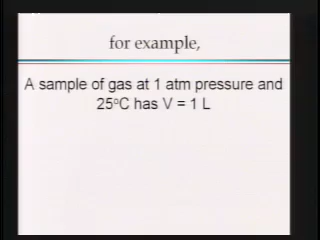 for example,
A sample of gas at 1 atm pressure and
25°C has V = 1 L